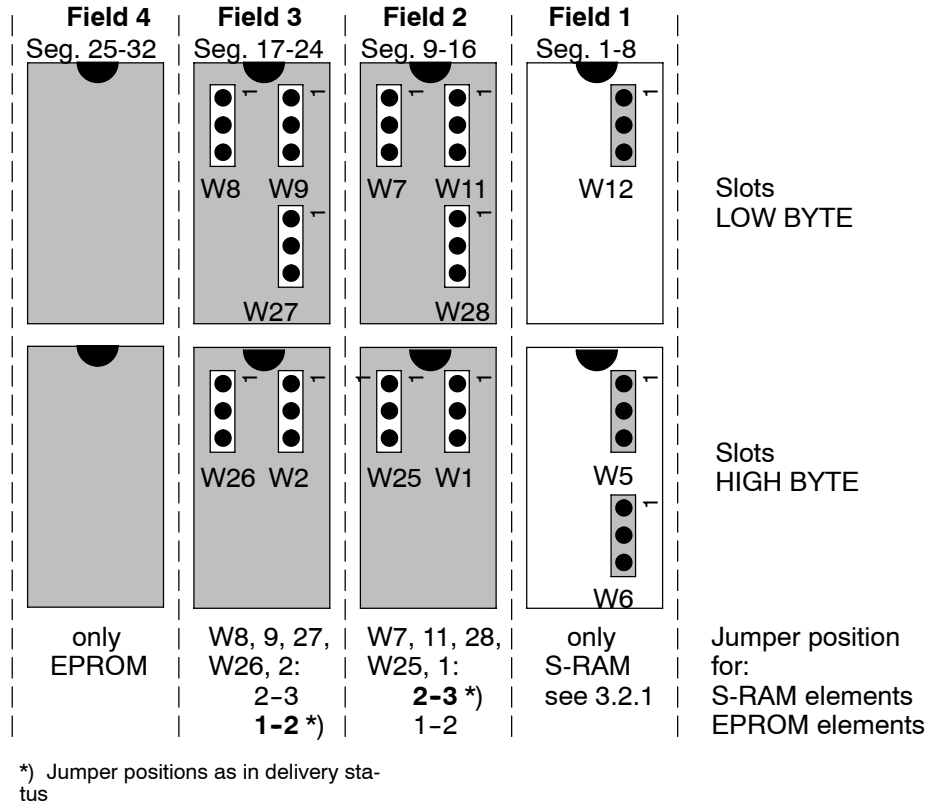 Field 4 Field 3 Field 2 Field 1
Seg. 25-32 Seg. 17-24 Seg. 9-16 Seg. 1-8
1 1 1 1 1
W8 W9 W7 W11 W12
Slots
LOW BYTE
1 1
W27 W28
1 1 1 1 1 1
W26 W2 W25 W1 W5
Slots
HIGH BYTE
1
W6
only W8, 9, 27, W7, 11, 28, only Jumper position
EPROM W26, 2: W25, 1: S-RAM for:
2-3 2-3 *) see 3.2.1 S-RAM elements
1-2 *) 1-2 EPROM elements
*) Jumper positions as in delivery sta-
tus